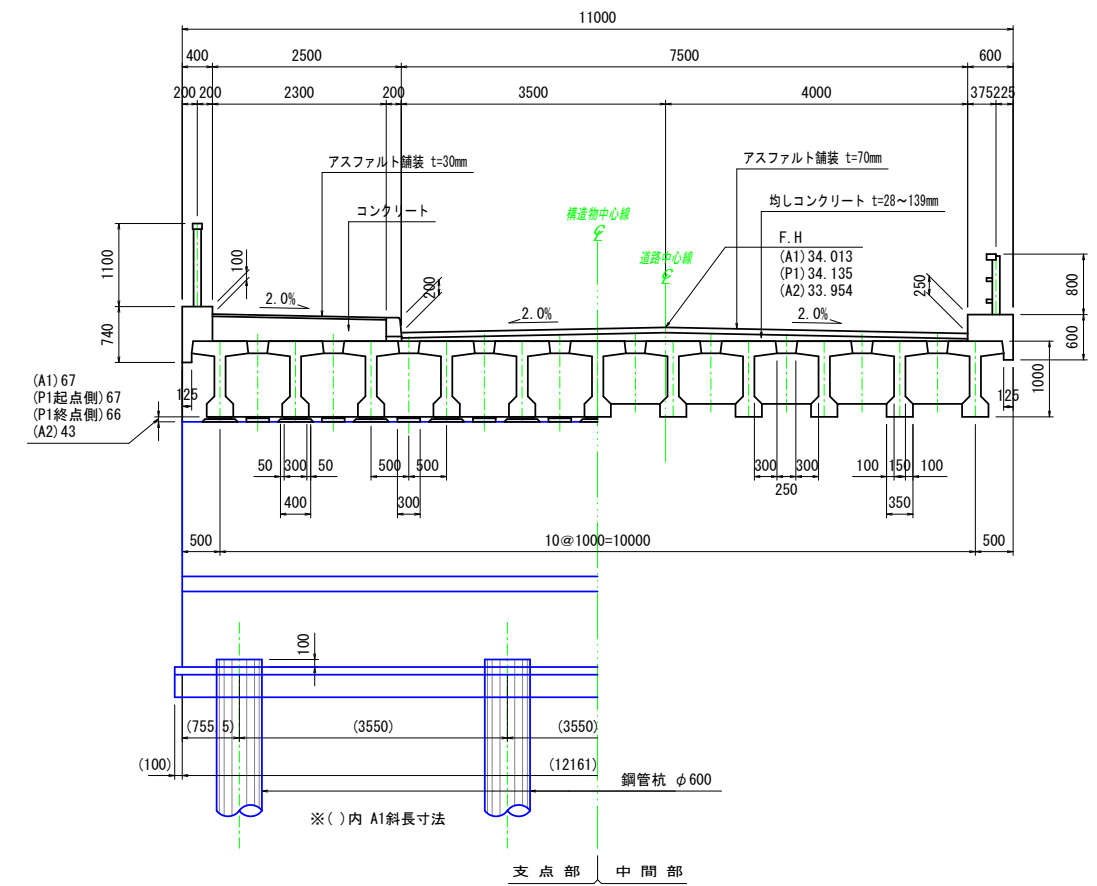 11000
400 2500 7500 600
200 200 2300 200 3500 4000 375 225
アスファルト舗装 t=30mm
アスファルト舗装 t=70mm
コンクリート
均しコンクリート t=28～139mm
構造物中心線
道路中心線
F.H
(A1)34.013
(P1)34.135
(A2)33.954
1100
100
200
250
800
2.0%
2.0%
2.0%
740
600
1000
(A1)67
(P1起点側)67
(P1終点側)66
(A2)43
125
125
50 300 50 500 500 300 300 100 150 100
250
400 300 350
500 10@1000=10000 500
100
(755.5) (3550) (3550)
(100) (12161)
鋼管杭 φ600
※( )内 A1斜長寸法
支点部 中間部